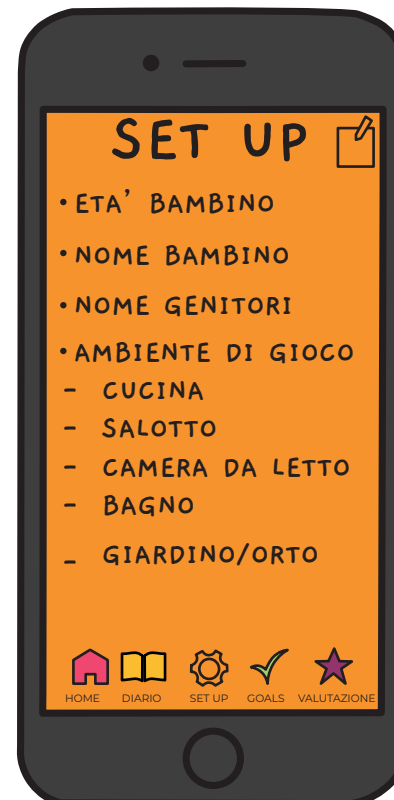 SET UP
• ETA' BAMBINO
• NOME BAMBINO
• NOME GENITORI
• AMBIENTE DI GIOCO
- CUCINA
- SALOTTO
- CAMERA DA LETTO
- BAGNO
- GIARDINO/ORTO
HOME DIARIO SET UP GOALS VALUTAZIONE